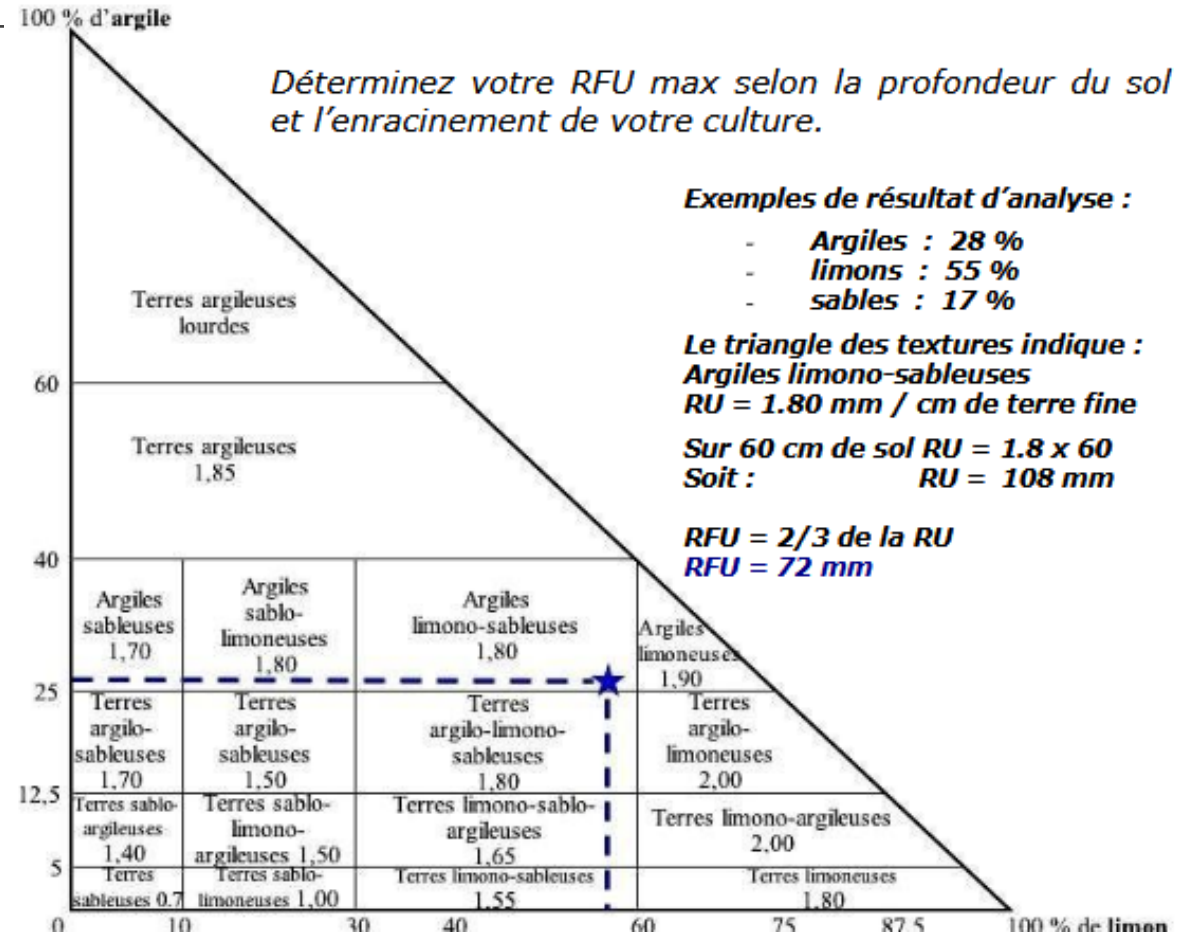 100 % d'argile
Déterminez votre RFU max selon la profondeur du sol
et l'enracinement de votre culture.
Exemples de résultat d'analyse :
- Argiles : 28 %
- limons : 55 %
- sables : 17 %
Le triangle des textures indique :
Argiles limono-sableuses
RU = 1.80 mm / cm de terre fine
Sur 60 cm de sol RU = 1.8 x 60
Soit : RU = 108 mm
RFU = 2/3 de la RU
RFU = 72 mm
Terres argileuses
lourdes
60
Terres argileuses
1,85
40
Argiles
sableuses
1,70
Argiles
sablo-
limoneuses
1,80
Argiles
limono-sableuses
1,80
Argiles
limoneuses
1,90
25
Terres
argilo-
sableuses
1,70
Terres
argilo-
sableuses
1,50
Terres
argilo-limono-
sableuses
1,80
Terres
argilo-
limoneuses
2,00
12,5
Terres sablo-
argileuses
1,40
Terres sablo-
limono-
argileuses 1,50
Terres limono-sablo-
argileuses
1,65
Terres limono-argileuses
2,00
5
Terres
sableuses 0.7
Terres sablo-
limoneuses 1,00
Terres limono-sableuses
1,55
Terres limoneuses
1,80
0 10 30 40 60 75 87,5 100 % de limon